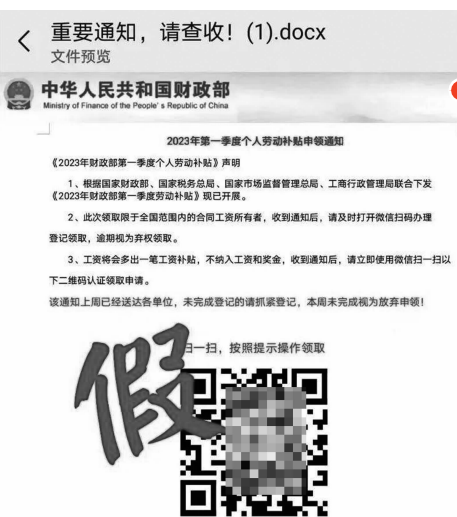 重要通知，请查收！(1).docx
文件预览
中华人民共和国财政部
Ministry of Finance of the People' s Republic of China
2023年第一季度个人劳动补贴申领通知
《2023年财政部第一季度个人劳动补贴》声明
1、根据国家财政部、国家税务总局、国家市场监督管理总局、工商行政管理局联合下发
《2023年财政部第一季度劳动补贴》现已开展。
2、此次领取限于全国范围内的合同工资所有者，收到通知后，请及时打开微信扫码办理
登记领取，逾期视为弃权领取。
3、工资将会多出一笔工资补贴，不纳入工资和奖金，收到通知后，请立即使用微信扫一扫以
下二维码认证领取申请。
该通知上周已经送达各单位，未完成登记的请抓紧登记，本周未完成视为放弃申领！
扫一扫，按照提示操作领取
假